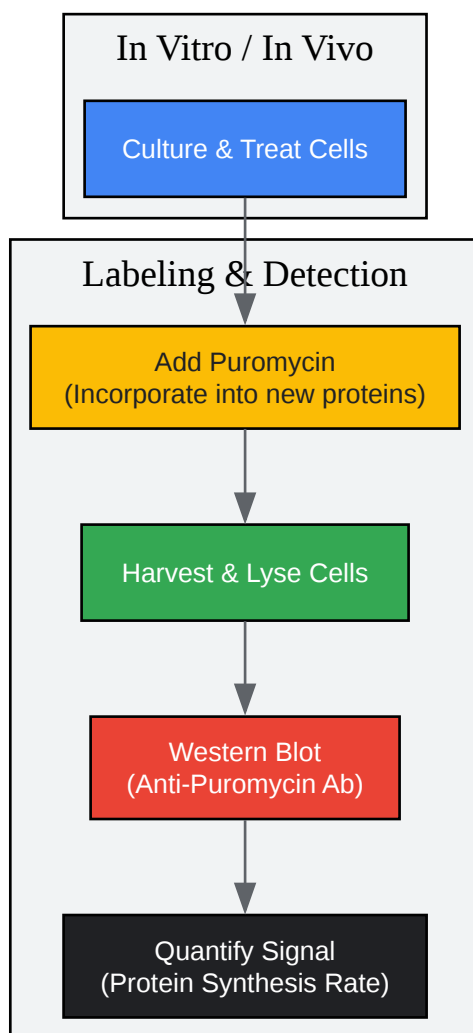 In Vitro / In Vivo
Culture & Treat Cells
Labeling & Detection
Add Puromycin
(Incorporate into new proteins)
Harvest & Lyse Cells
Western Blot
(Anti-Puromycin Ab)
Quantify Signal
(Protein Synthesis Rate)